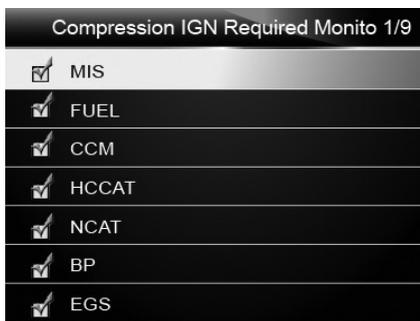 Compression IGN Required Monito 1/9
MIS
FUEL
CCM
HCCAT
NCAT
BP
EGS